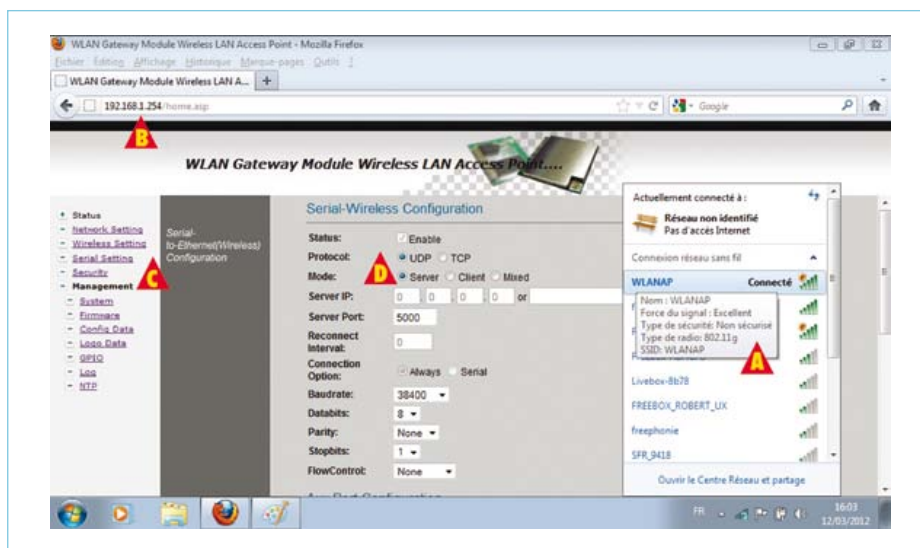 WLAN Gateway Module Wireless LAN Access Point - Mozilla Firefox
Fichier Édition Affichage Historique Marque-pages Outils ?
WLAN Gateway Module Wireless LAN A... +
192.168.1.254/home.asp
Google
B
WLAN Gateway Module Wireless LAN Access Point....
Status
Network Setting
Wireless Setting
Serial Setting
Security
Management
System
Firmware
Config Data
Logo Data
GPIO
Log
NTP
C
Serial-
to-Ethernet(Wireless)
Configuration
Serial-Wireless Configuration
Status: Enable
Protocol: UDP TCP
D
Mode: Server Client Mixed
Server IP: 0 . 0 . 0 . 0 or
Server Port: 5000
Reconnect
Interval: 0
Connection
Option: Always Serial
Baudrate: 38400
Databits: 8
Parity: None
Stopbits: 1
FlowControl: None
Actuellement connecté à :
Réseau non identifié
Pas d'accès Internet
Connexion réseau sans fil
WLANAP Connecté
Nom : WLANAP
Force du signal : Excellent
Type de sécurité: Non sécurisé
Type de radio: 802.11g
SSID: WLANAP
A
Livebox-8b78
FREEBOX_ROBERT_UX
freephonie
SFR_9418
Ouvrir le Centre Réseau et partage
FR
16:03
12/03/2012